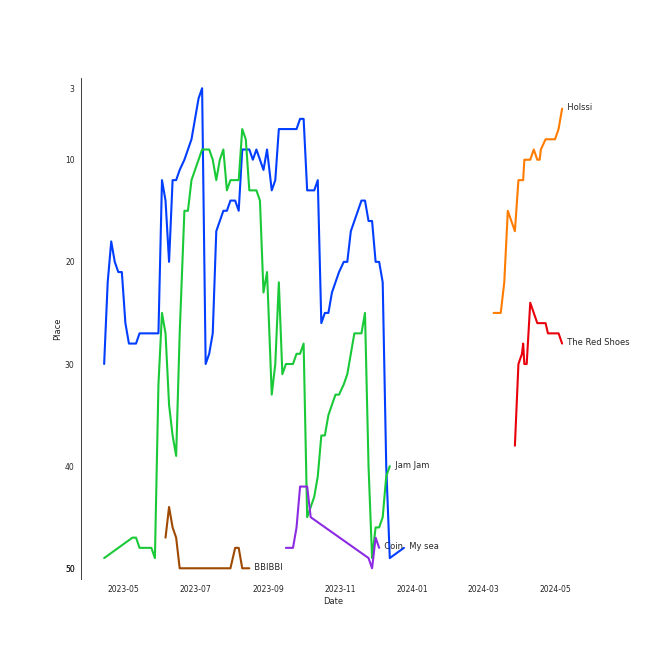 3
10
20
30
40
50
Place
Holssi
The Red Shoes
Jam Jam
Coin
My sea
BBIBBI
2023-05
2023-07
2023-09
2023-11
2024-01
2024-03
2024-05
Date